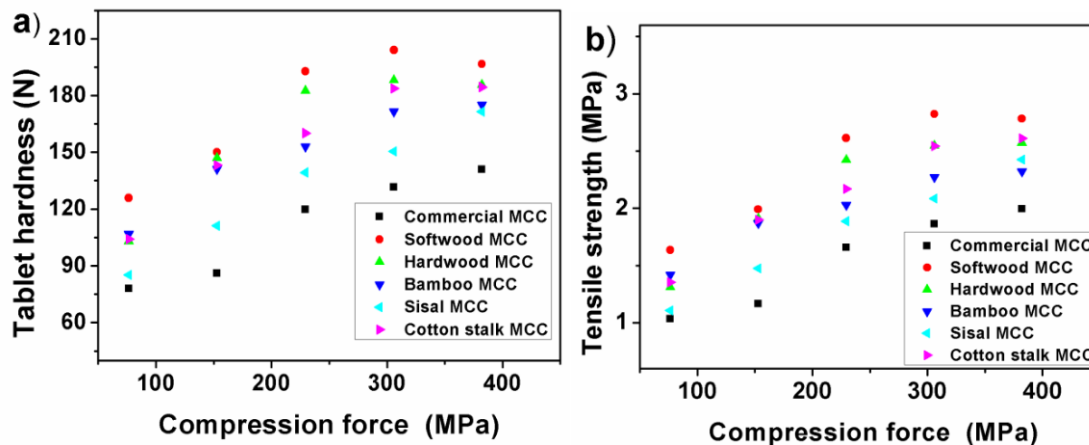 a)
Tablet hardness (N)
210
180
150
120
90
60
Commercial MCC
Softwood MCC
Hardwood MCC
Bamboo MCC
Sisal MCC
Cotton stalk MCC
100
200
300
400
Compression force (MPa)
b)
Tensile strength (MPa)
3
2
1
Commercial MCC
Softwood MCC
Hardwood MCC
Bamboo MCC
Sisal MCC
Cotton stalk MCC
100
200
300
400
Compression force (MPa)